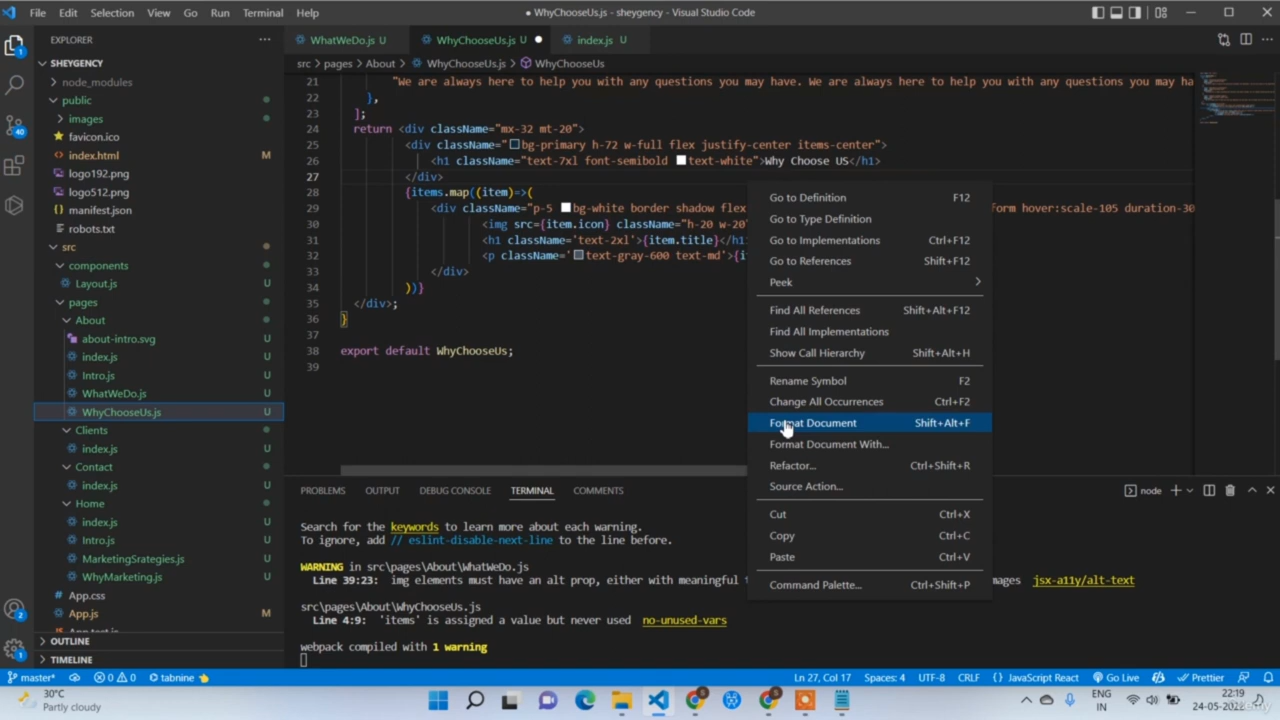 File Edit Selection View Go Run Terminal Help
● WhyChooseUs.js - sheygency - Visual Studio Code
EXPLORER
SHEYGENCY
node_modules
public
images
favicon.ico
index.html M
logo192.png
logo512.png
manifest.json
robots.txt
src
components
Layout.js U
pages
About
about-intro.svg U
index.js U
Intro.js U
WhatWeDo.js U
WhyChooseUs.js U
Clients
index.js U
Contact
index.js U
Home
index.js U
Intro.js U
MarketingSrategies.js U
WhyMarketing.js U
App.css
App.js M
OUTLINE
TIMELINE
WhatWeDo.js U WhyChooseUs.js U ● index.js U
src > pages > About > WhyChooseUs.js > WhyChooseUs
21 "We are always here to help you with any questions you may have. We are always here to help you with any questions you may ha
22 },
23 ];
24 return <div className="mx-32 mt-20">
25 <div className="bg-primary h-72 w-full flex justify-center items-center">
26 <h1 className="text-7xl font-semibold text-white">Why Choose US</h1>
27 </div>
28 {items.map((item)=>(
29 <div className="p-5 bg-white border shadow flex orm hover:scale-105 duration-30
30 <img src={item.icon} className="h-20 w-20"
31 <h1 className='text-2xl'>{item.title}</h1
32 <p className='text-gray-600 text-md'>{it
33 </div>
34 ))}
35 </div>;
36 }
37
38 export default WhyChooseUs;
39
Go to Definition F12
Go to Type Definition
Go to Implementations Ctrl+F12
Go to References Shift+F12
Peek
Find All References Shift+Alt+F12
Find All Implementations
Show Call Hierarchy Shift+Alt+H
Rename Symbol F2
Change All Occurrences Ctrl+F2
Format Document Shift+Alt+F
Format Document With...
Refactor... Ctrl+Shift+R
Source Action...
Cut Ctrl+X
Copy Ctrl+C
Paste Ctrl+V
Command Palette... Ctrl+Shift+P
PROBLEMS OUTPUT DEBUG CONSOLE TERMINAL COMMENTS
node
Search for the keywords to learn more about each warning.
To ignore, add // eslint-disable-next-line to the line before.
WARNING in src\pages\About\WhatWeDo.js
Line 39:23: img elements must have an alt prop, either with meaningful mages jsx-a11y/alt-text
src\pages\About\WhyChooseUs.js
Line 4:9: 'items' is assigned a value but never used no-unused-vars
webpack compiled with 1 warning
master* 0 0 tabnine Ln 27, Col 17 Spaces: 4 UTF-8 CRLF {} JavaScript React Go Live Prettier
30°C
Partly cloudy
ENG
IN
22:19
24-05-2022